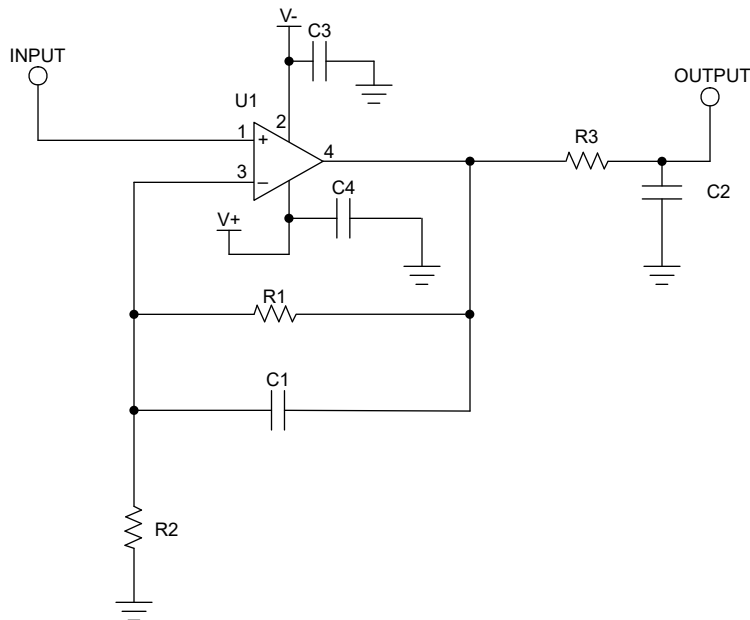 V-
C3
INPUT
OUTPUT
U1
2
R3
1
+
4
3
–
C4
C2
V+
R1
C1
R2